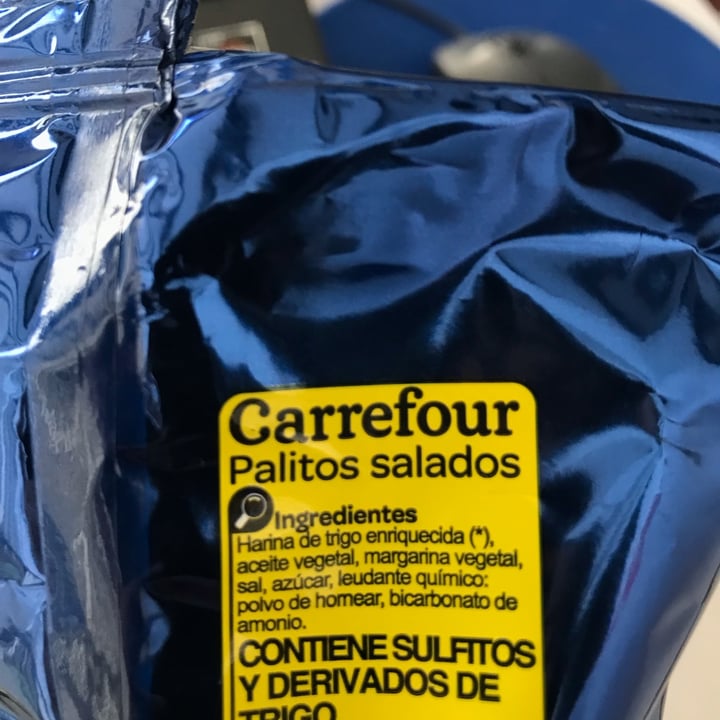 Carrefour
Palitos salados
Ingredientes
Harina de trigo enriquecida (*),
aceite vegetal, margarina vegetal,
sal, azúcar, leudante químico:
polvo de hornear, bicarbonato de
amonio.
CONTIENE SULFITOS
Y DERIVADOS DE
TRIGO